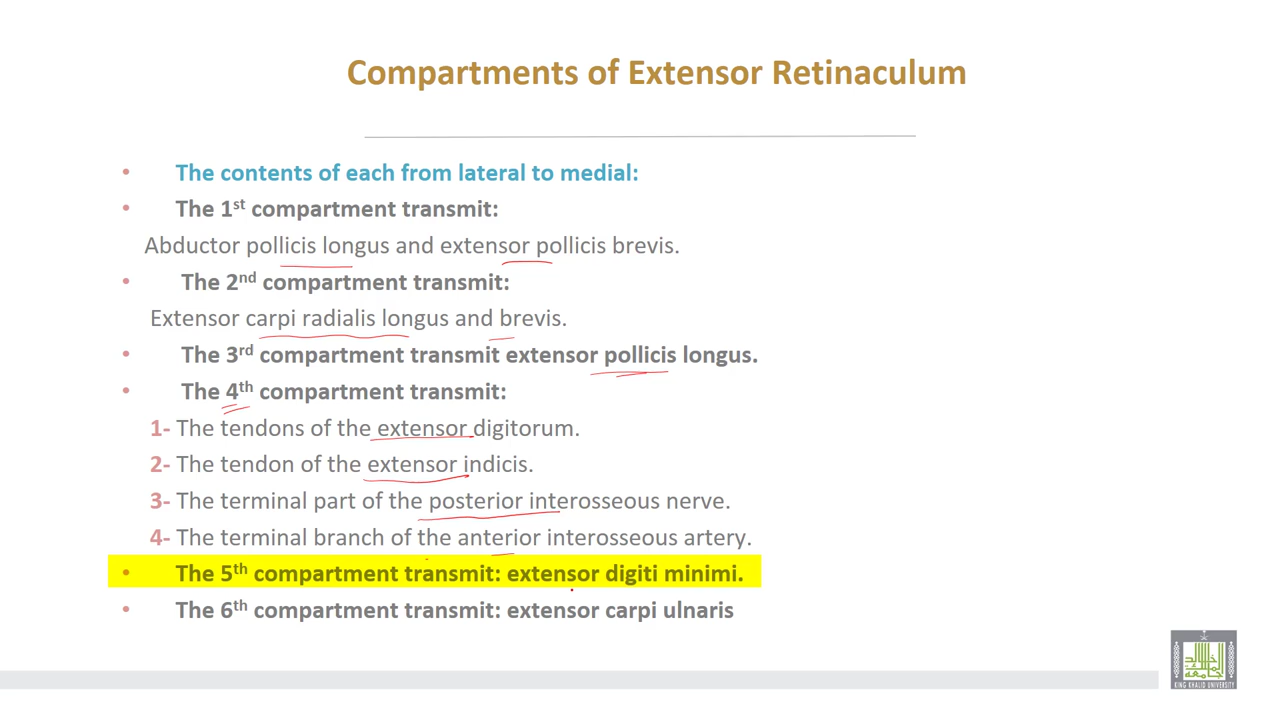 Compartments of Extensor Retinaculum
• The contents of each from lateral to medial:
• The 1st compartment transmit:
Abductor pollicis longus and extensor pollicis brevis.
• The 2nd compartment transmit:
Extensor carpi radialis longus and brevis.
• The 3rd compartment transmit extensor pollicis longus.
• The 4th compartment transmit:
1- The tendons of the extensor digitorum.
2- The tendon of the extensor indicis.
3- The terminal part of the posterior interosseous nerve.
4- The terminal branch of the anterior interosseous artery.
• The 5th compartment transmit: extensor digiti minimi.
• The 6th compartment transmit: extensor carpi ulnaris
KING KHALID UNIVERSITY